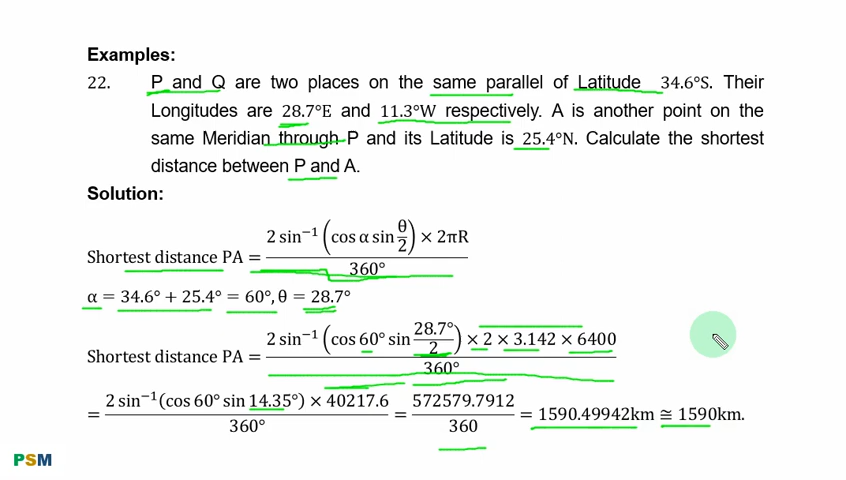 Examples:
22. P and Q are two places on the same parallel of Latitude 34.6°S. Their
Longitudes are 28.7°E and 11.3°W respectively. A is another point on the
same Meridian through P and its Latitude is 25.4°N. Calculate the shortest
distance between P and A.
Solution:
Shortest distance PA = 2 sin⁻¹ (cos α sin θ/2) × 2πR / 360°
α = 34.6° + 25.4° = 60°, θ = 28.7°
Shortest distance PA = 2 sin⁻¹ (cos 60° sin 28.7°/2) × 2 × 3.142 × 6400 / 360°
= 2 sin⁻¹(cos 60° sin 14.35°) × 40217.6 / 360° = 572579.7912 / 360 = 1590.49942km ≅ 1590km.
PSM